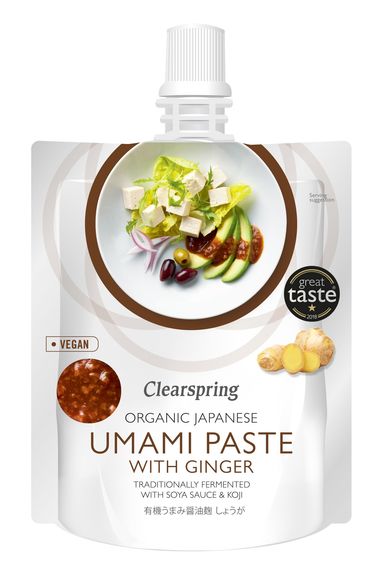 Serving
suggestion
great
taste
2018
• VEGAN
Clearspring
ORGANIC JAPANESE
UMAMI PASTE
WITH GINGER
TRADITIONALLY FERMENTED
WITH SOYA SAUCE & KOJI
有機うまみ醤油麹 しょうが